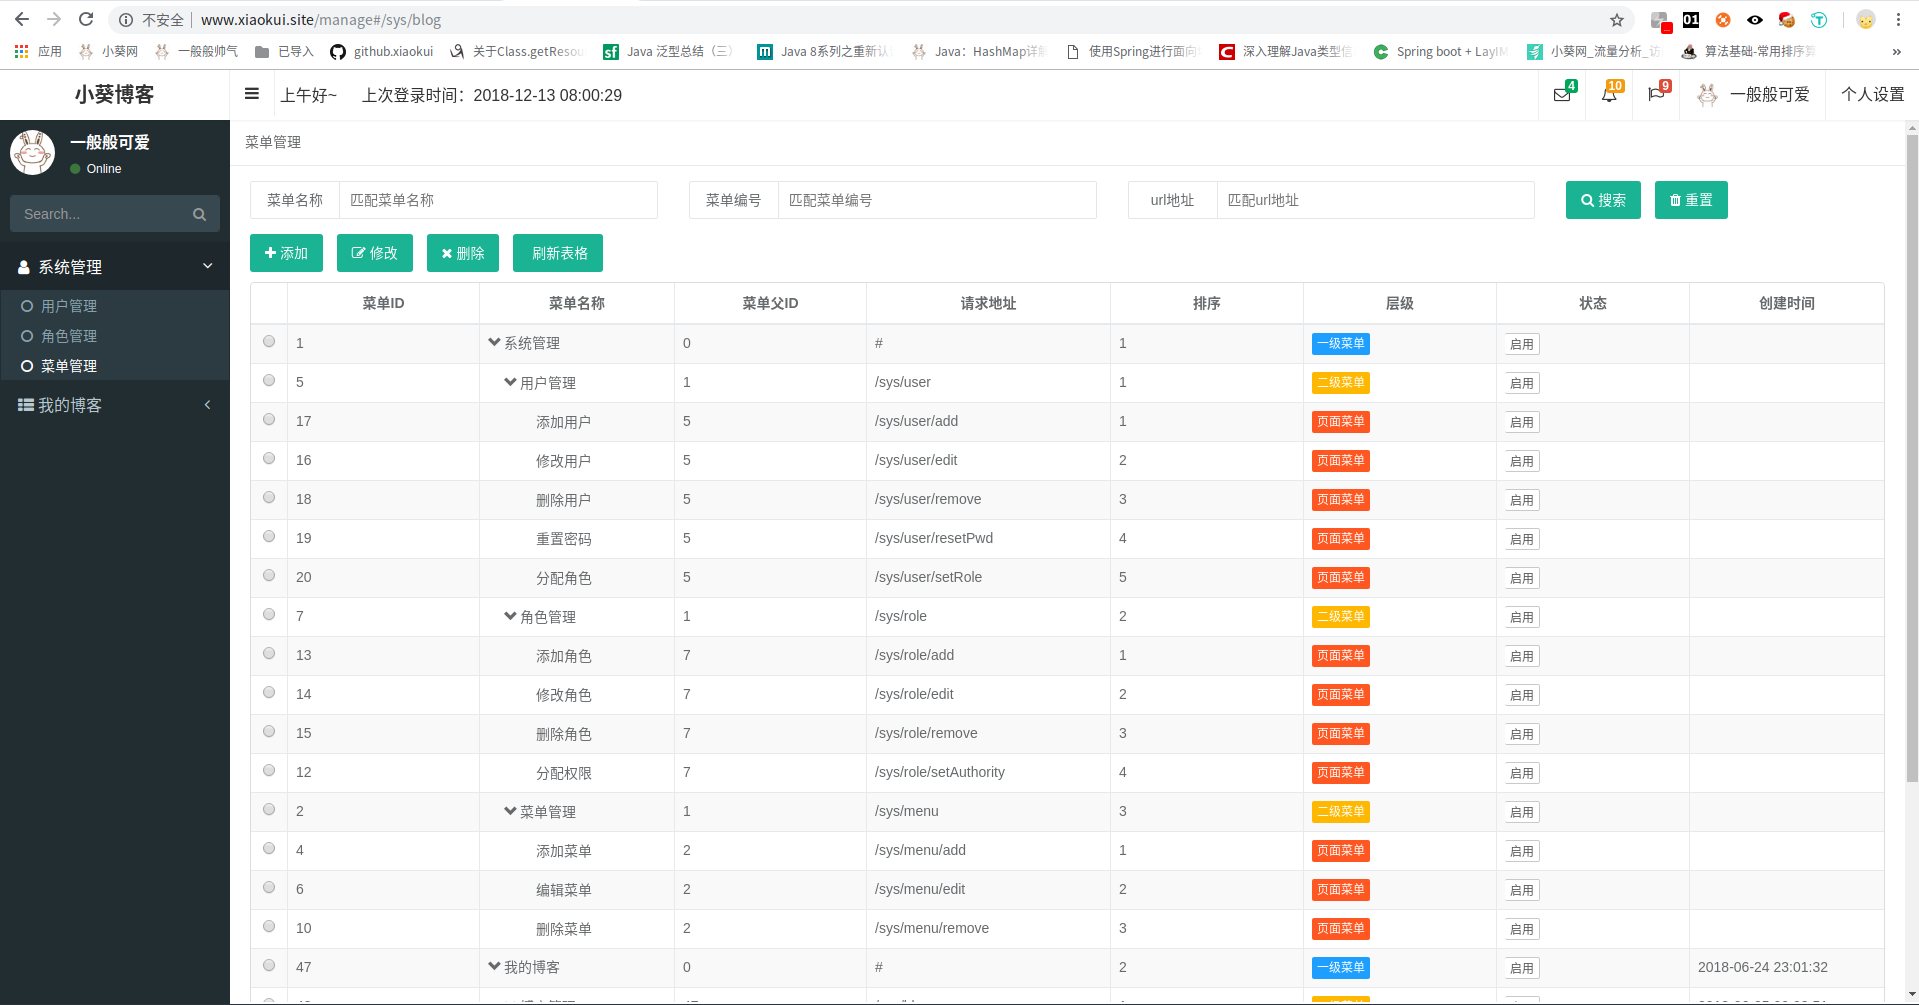 不安全 www.xiaokui.site/manage#/sys/blog
应用 小葵网 一般般帅气 已导入 github.xiaokui 关于Class.getResou Java 泛型总结（三） Java 8系列之重新认 Java：HashMap详解 使用Spring进行面向 深入理解Java类型信 Spring boot + LayIM 小葵网_流量分析_访 算法基础-常用排序算 »
小葵博客 上午好~ 上次登录时间：2018-12-13 08:00:29 4 10 9 一般般可爱 个人设置
一般般可爱
Online
Search...
系统管理
用户管理
角色管理
菜单管理
我的博客
菜单管理
菜单名称 匹配菜单名称 菜单编号 匹配菜单编号 url地址 匹配url地址 搜索 重置
添加 修改 删除 刷新表格
菜单ID 菜单名称 菜单父ID 请求地址 排序 层级 状态 创建时间
1 系统管理 0 # 1 一级菜单 启用
5 用户管理 1 /sys/user 1 二级菜单 启用
17 添加用户 5 /sys/user/add 1 页面菜单 启用
16 修改用户 5 /sys/user/edit 2 页面菜单 启用
18 删除用户 5 /sys/user/remove 3 页面菜单 启用
19 重置密码 5 /sys/user/resetPwd 4 页面菜单 启用
20 分配角色 5 /sys/user/setRole 5 页面菜单 启用
7 角色管理 1 /sys/role 2 二级菜单 启用
13 添加角色 7 /sys/role/add 1 页面菜单 启用
14 修改角色 7 /sys/role/edit 2 页面菜单 启用
15 删除角色 7 /sys/role/remove 3 页面菜单 启用
12 分配权限 7 /sys/role/setAuthority 4 页面菜单 启用
2 菜单管理 1 /sys/menu 3 二级菜单 启用
4 添加菜单 2 /sys/menu/add 1 页面菜单 启用
6 编辑菜单 2 /sys/menu/edit 2 页面菜单 启用
10 删除菜单 2 /sys/menu/remove 3 页面菜单 启用
47 我的博客 0 # 2 一级菜单 启用 2018-06-24 23:01:32